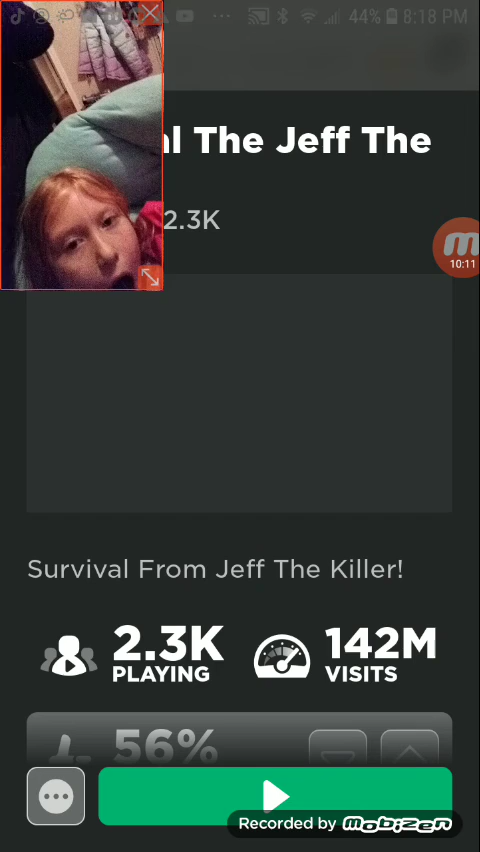 44% 8:18 PM
al The Jeff The
2.3K
10:11
Survival From Jeff The Killer!
2.3K 142M
PLAYING VISITS
56%
Recorded by mobizen